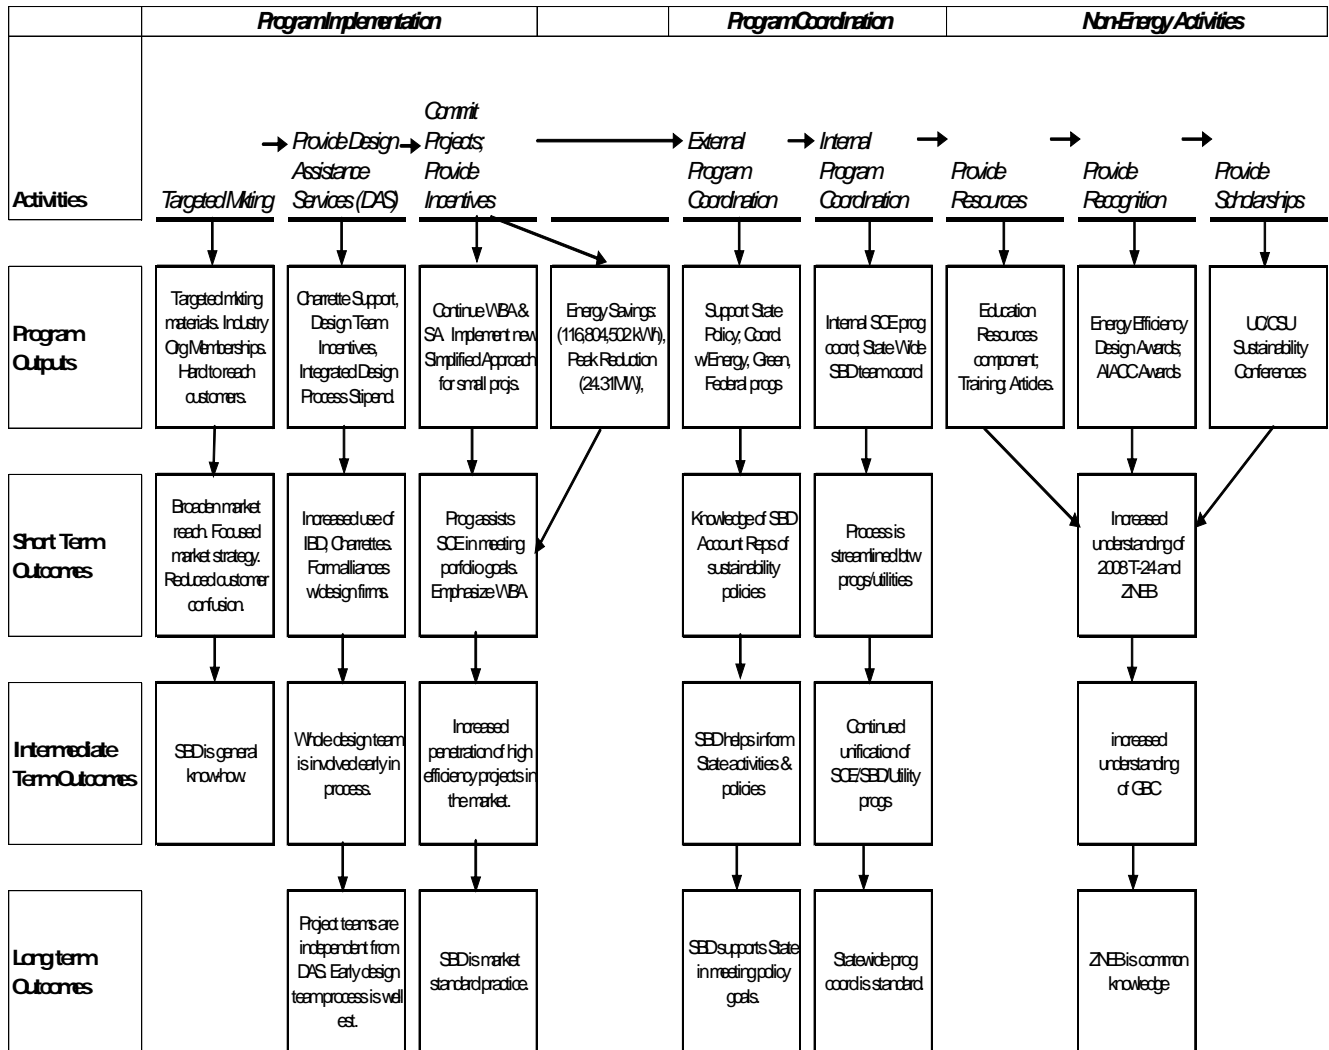 Program Implementation
Program Coordination
Non-Energy Activities
Activities
Targeted Mkting
Provide Design
Assistance
Services (DAS)
Commit
Projects;
Provide
Incentives
External
Program
Coordination
Internal
Program
Coordination
Provide
Resources
Provide
Recognition
Provide
Scholarships
Program
Outputs
Targeted mkting
materials. Industry
Org Memberships.
Hard to reach
customers.
Charrette Support,
Design Team
Incentives,
Integrated Design
Process Stipend.
Continue WBA &
SA Implement new
Simplified Approach
for small projs.
Energy Savings:
(116,804,502 kWh),
Peak Reduction
(24.31MW),
Support State
Policy; Coord.
w/Energy, Green,
Federal progs
Internal SCE prog
coord; State Wide
SBD team coord
Education
Resources
component;
Training; Articles.
Energy Efficiency
Design Awards;
AIACC Awards
UC/CSU
Sustainability
Conferences
Short Term
Outcomes
Broaden market
reach. Focused
market strategy.
Reduced customer
confusion.
Increased use of
IBD, Charrettes.
Form alliances
w/design firms.
Prog assists
SCE in meeting
porfolio goals.
Emphasize WBA
Knowledge of SBD
Account Reps of
sustainability
policies
Process is
streamlined btw
progs/utilities
Increased
understanding of
2008 T-24 and
ZNEB
Intermediate
Term Outcomes
SBD is general
know-how.
Whole design team
is involved early in
process.
Increased
penetration of high
efficiency projects in
the market.
SBD helps inform
State activities &
policies
Continued
unification of
SCE/SBD/Utility
progs
increased
understanding
of GBC
Long term
Outcomes
Project teams are
independent from
DAS. Early design
team process is well
est.
SBD is market
standard practice.
SBD supports State
in meeting policy
goals.
Statewide prog
coord is standard.
ZNEB is common
knowledge